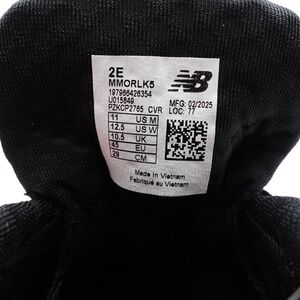 2E
MMORLK5
197966426354
U015849
PZKCP2765 CVR
NB
MFG: 02/2025
LOC: 77
11 US M
12.5 US W
10.5 UK
45 EU
29 CM
Made in Vietnam
Fabriqué au Vietnam